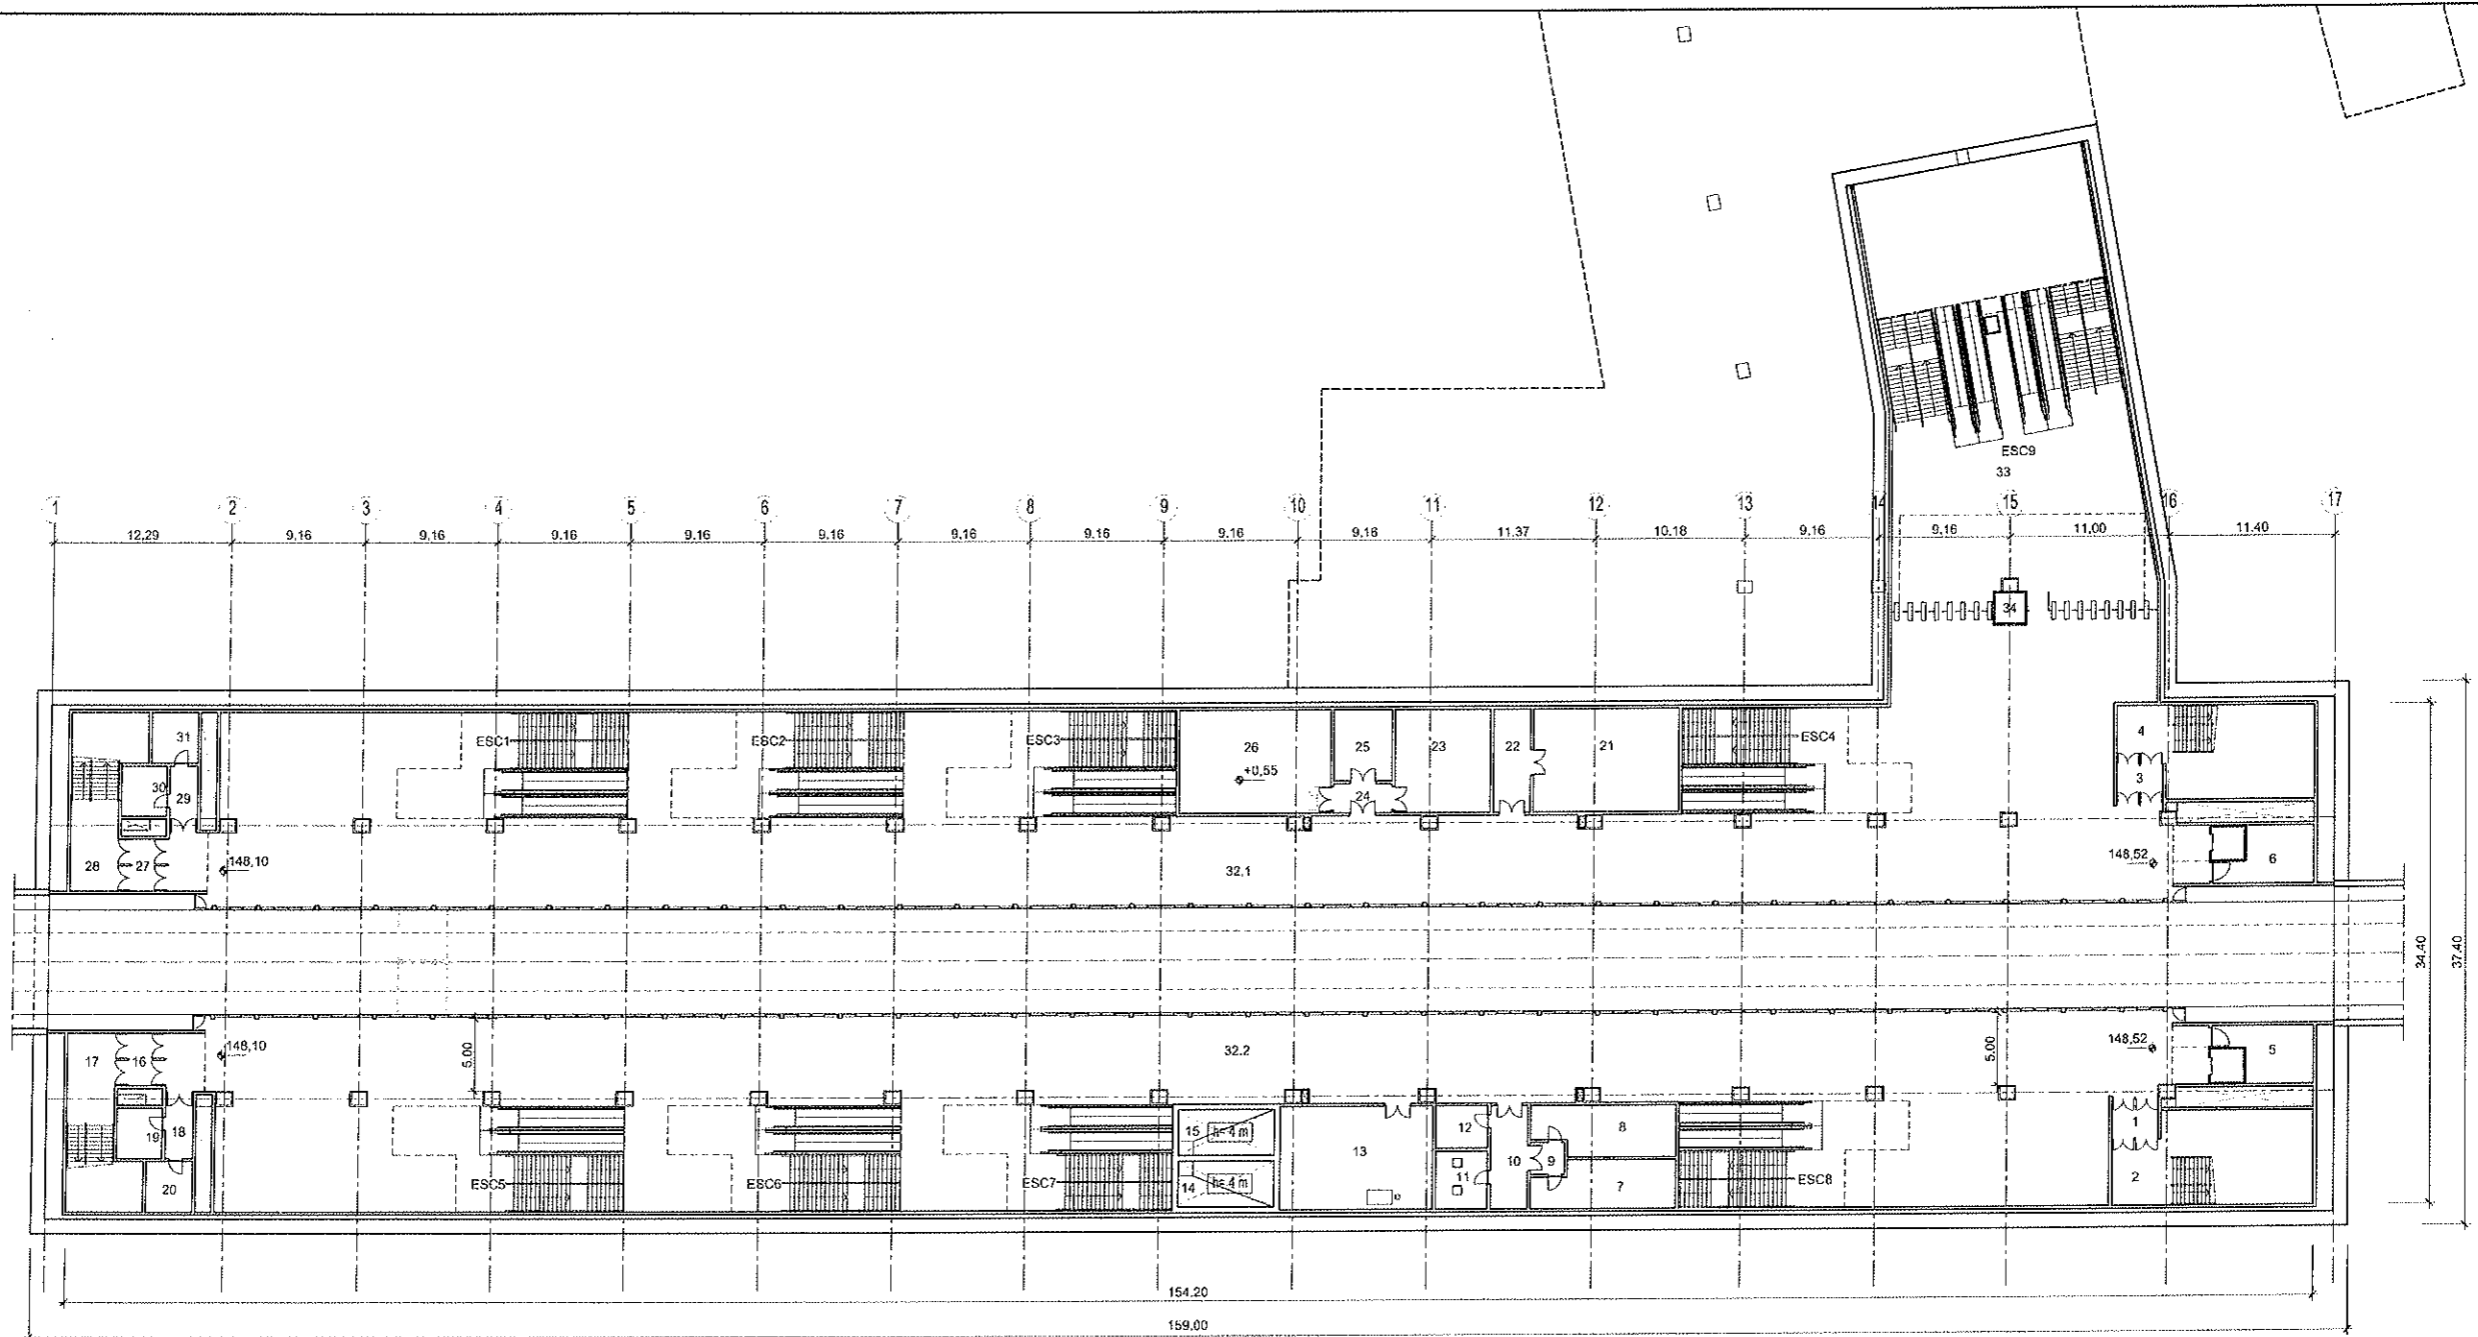 ESC9
33
1 2 3 4 5 6 7 8 9 10 11 12 13 14 15 16 17
12,29 9,16 9,16 9.16 9,16 9.16 9,16 9.16 9.16 9,16 11.37 10.18 9,16 9,16 11,00 11.40
34
31 ESC1 ESC2 ESC3 26 25 23 22 21 ESC4 4
+0,55
30 29 24 3
28 27 148,10 32.1 148,52 6
34.40
37.40
17 16 148,10 5.00 32.2 5.00 148,52 5
19 18 15 h=4 m 13 12 10 9 8 1
20 ESC5 ESC6 ESC7 14 h=4 m 11 7 ESC8 2
154.20
159,00